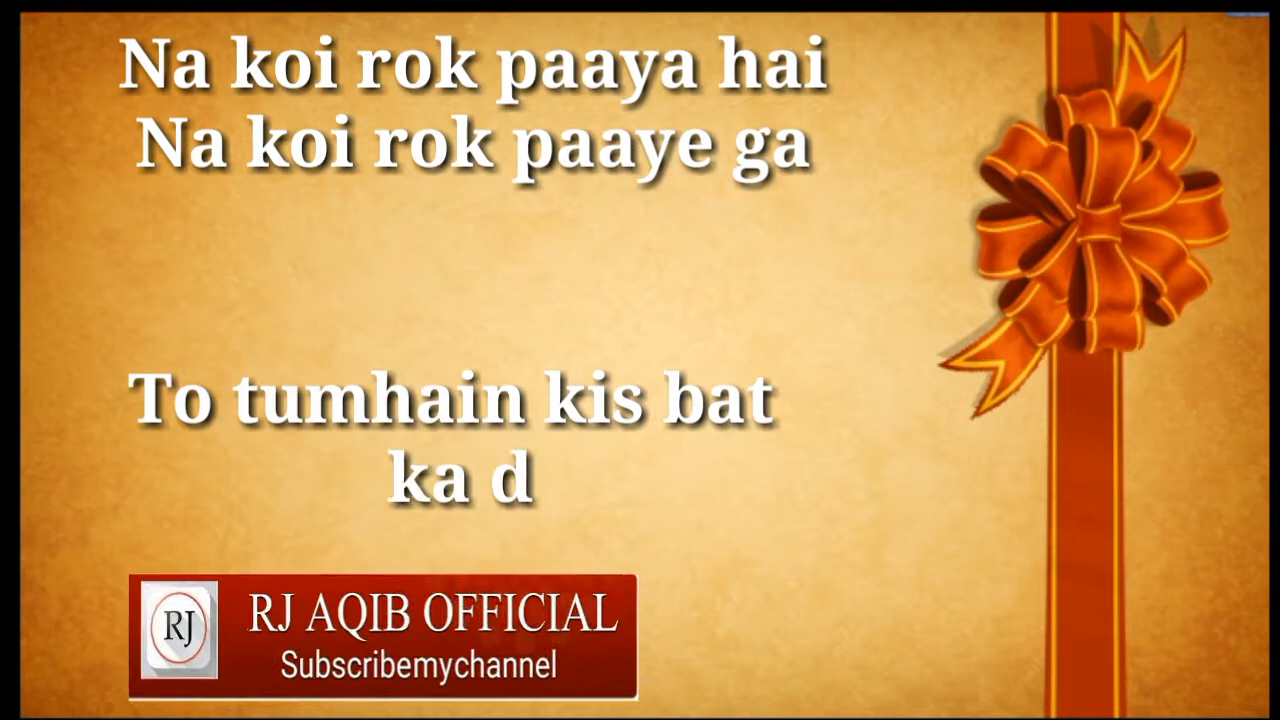 Na koi rok paaya hai
Na koi rok paaye ga
To tumhain kis bat
ka d
RJ
RJ AQIB OFFICIAL
Subscribemychannel